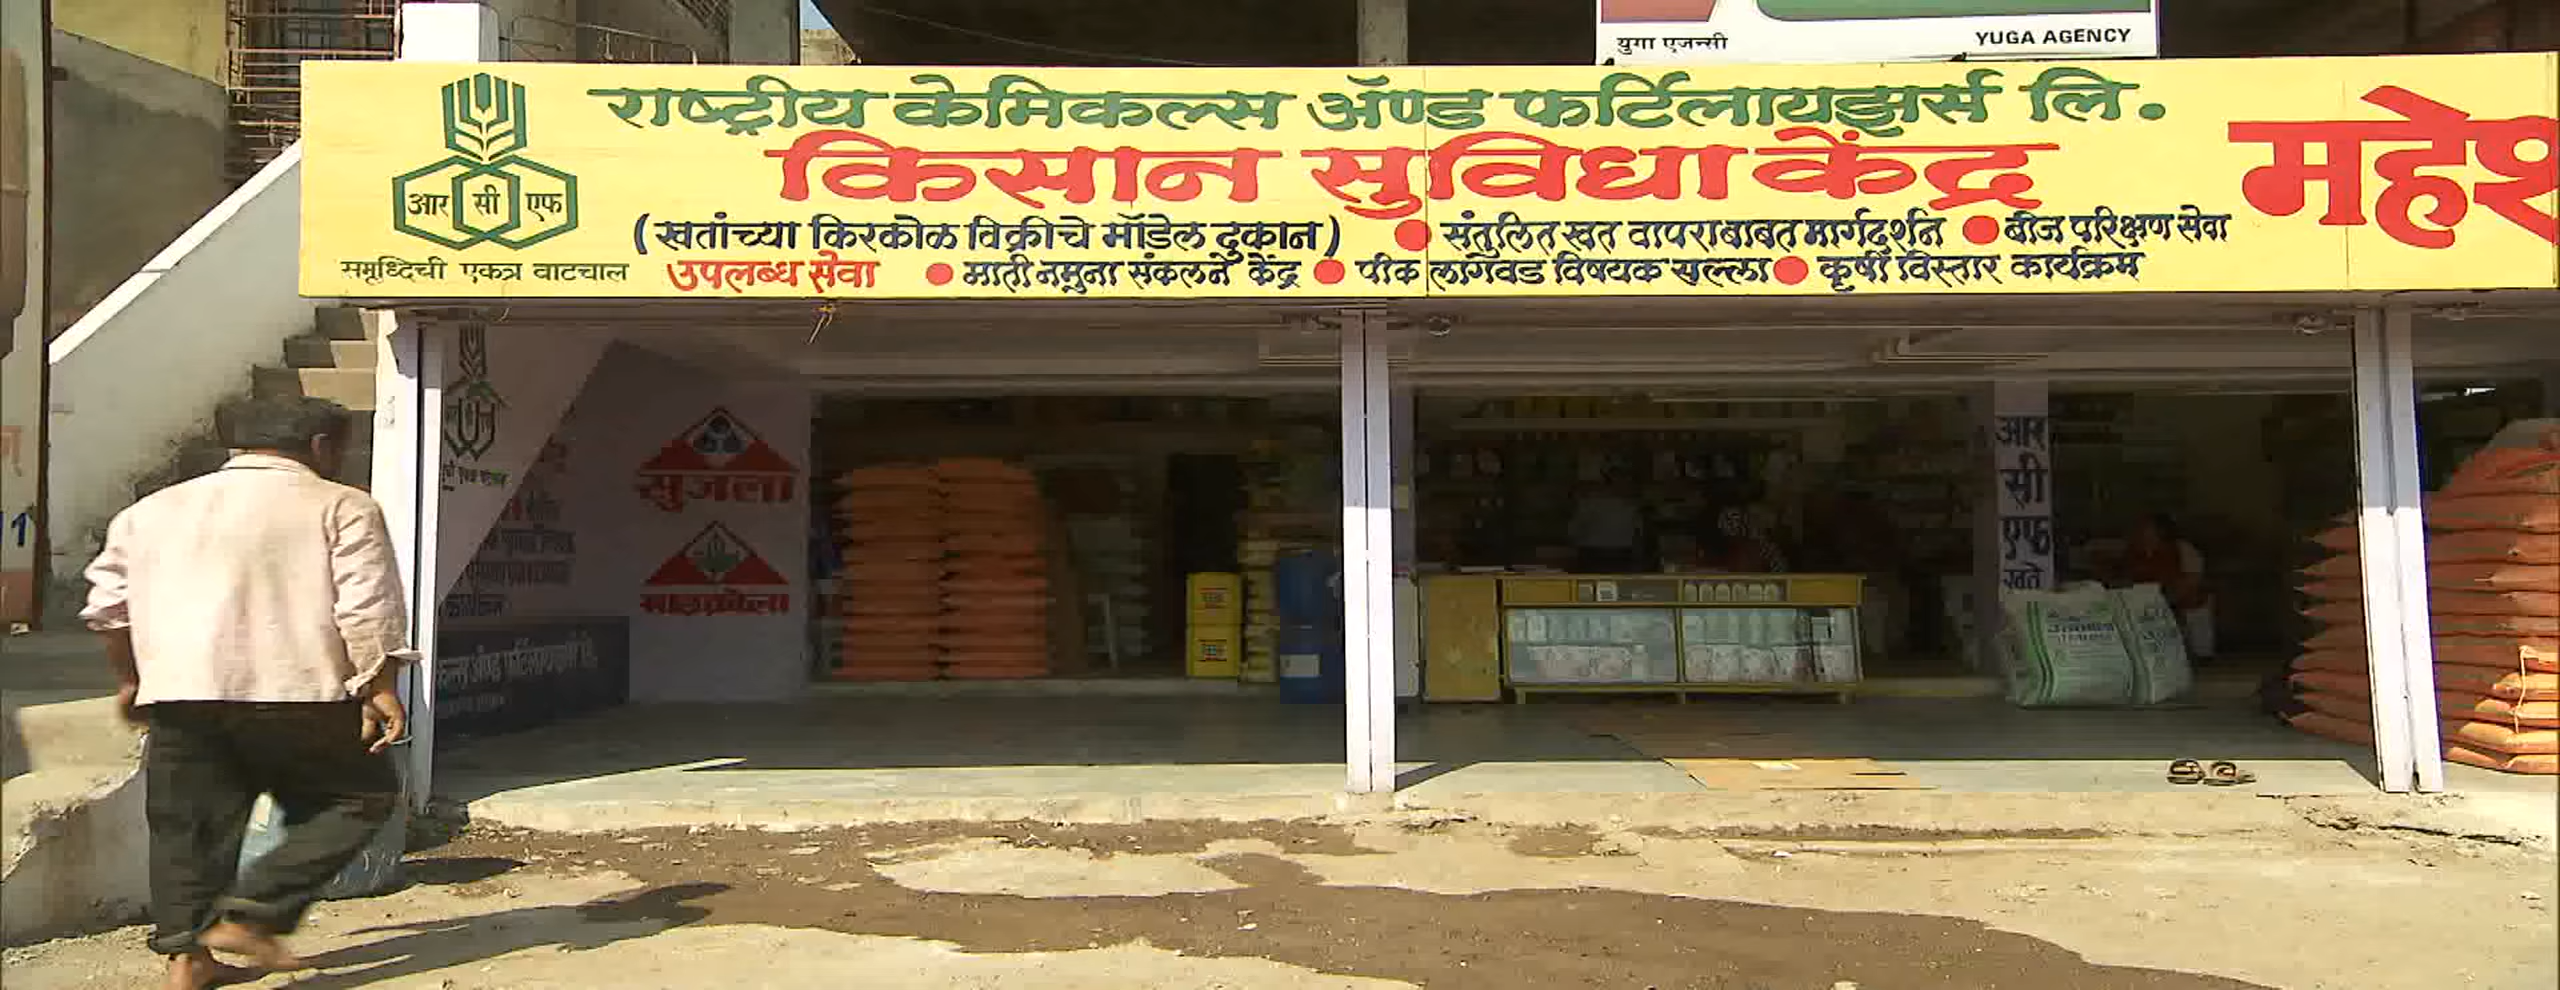 युगा एजन्सी YUGA AGENCY
राष्ट्रीय केमिकल्स ॲण्ड फर्टिलायझर्स लि.
किसान सुविधा केंद्र
महेश
आर सी एफ
समृध्दिची एकत्र वाटचाल
(खतांच्या किरकोळ विक्रीचे मॉडेल दुकान) ● संतुलित खत वापराबाबत मार्गदर्शन ● बीज परिक्षण सेवा
उपलब्ध सेवा ● माती नमुना संकलन केंद्र ● पीक लागवड विषयक सल्ला ● कृषी विस्तार कार्यक्रम
सुजला
आर
सी
एफ
खते